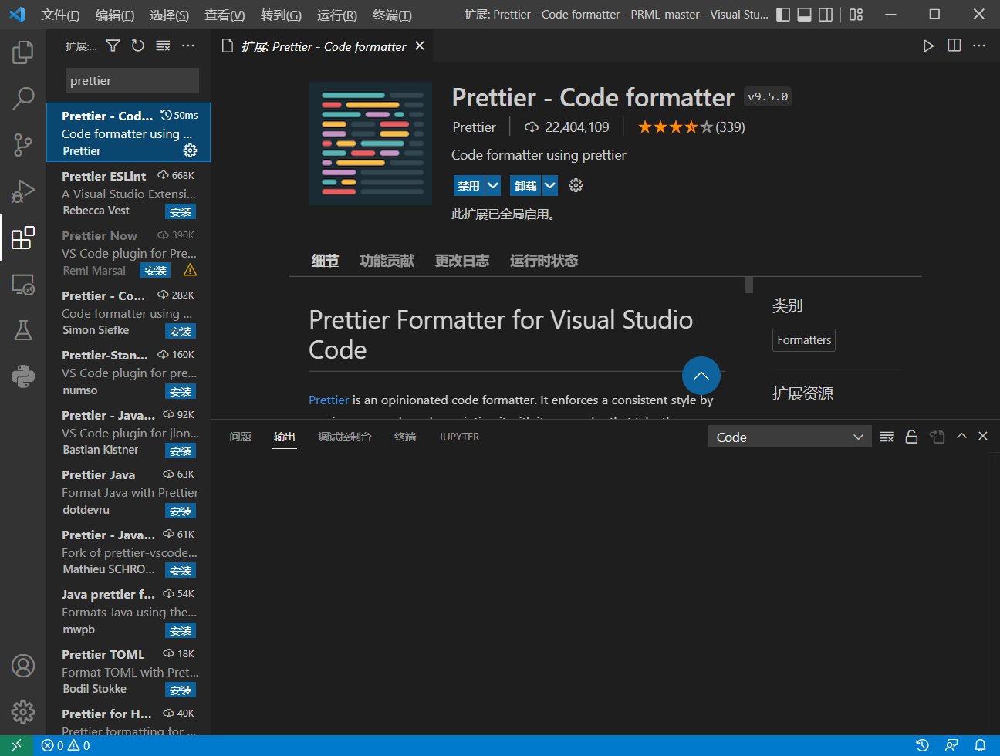 文件(F) 编辑(E) 选择(S) 查看(V) 转到(G) 运行(R) 终端(T) 扩展: Prettier - Code formatter - PRML-master - Visual Stu...
扩展:...
prettier
Prettier - Cod... 50ms
Code formatter using ...
Prettier
Prettier ESLint 668K
A Visual Studio Extensi...
Rebecca Vest 安装
Prettier Now 390K
VS Code plugin for Pre...
Remi Marsal 安装
Prettier - Co... 282K
Code formatter using ...
Simon Siefke 安装
Prettier-Stan... 160K
VS Code plugin for pre...
numso 安装
Prettier - Java... 92K
VS Code plugin for jlon...
Bastian Kistner 安装
Prettier Java 63K
Format Java with Prettier
dotdevru 安装
Prettier - Java... 61K
Fork of prettier-vscode...
Mathieu SCHRO... 安装
Java prettier f... 54K
Formats Java using the...
mwpb 安装
Prettier TOML 18K
Format TOML with Pret...
Bodil Stokke 安装
Prettier for H... 40K
Prettier formatting for ...
扩展: Prettier - Code formatter
Prettier - Code formatter v9.5.0
Prettier 22,404,109 (339)
Code formatter using prettier
禁用 卸载
此扩展已全局启用。
细节 功能贡献 更改日志 运行时状态
Prettier Formatter for Visual Studio
Code
Prettier is an opinionated code formatter. It enforces a consistent style by
类别
Formatters
扩展资源
问题 输出 调试控制台 终端 JUPYTER Code
0 0